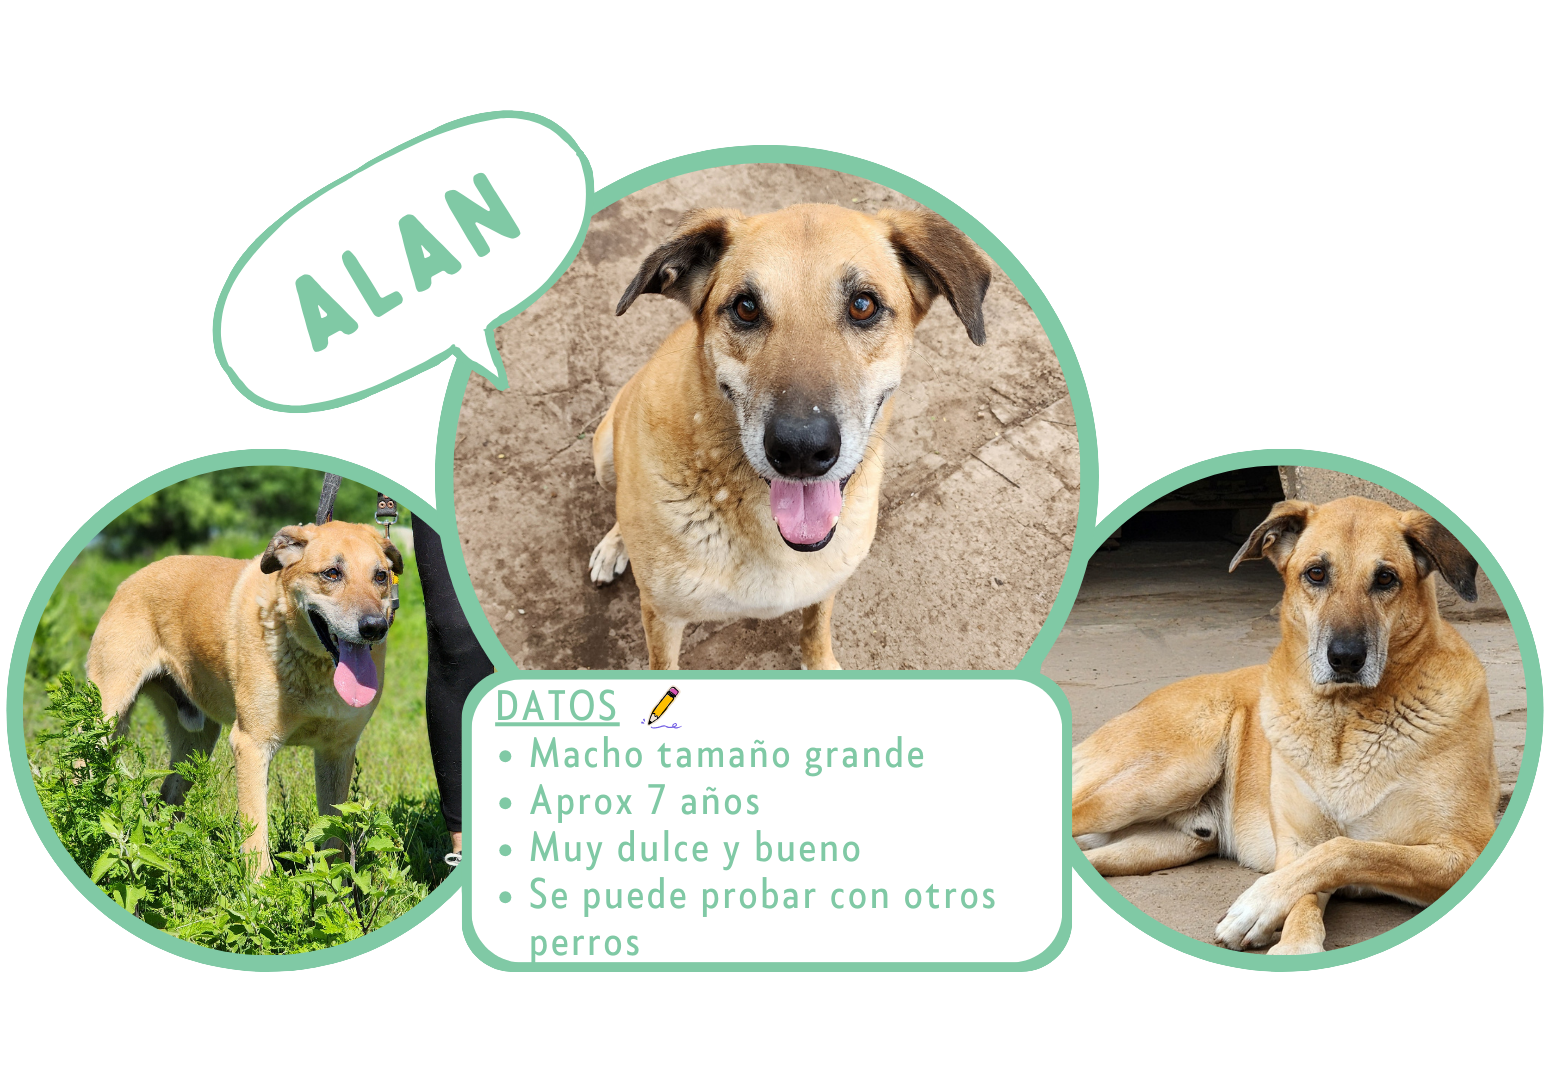 ALAN
DATOS
• Macho tamaño grande
• Aprox 7 años
• Muy dulce y bueno
• Se puede probar con otros
perros